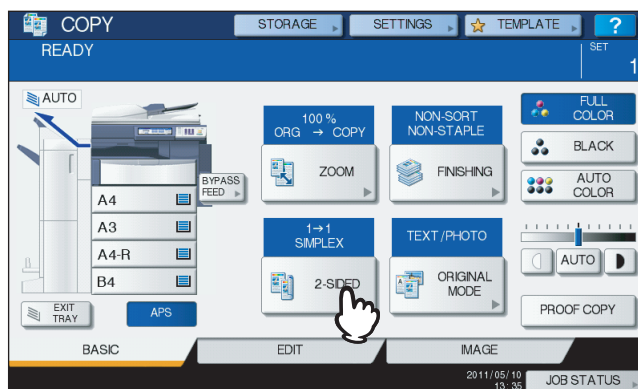 COPY
STORAGE
SETTINGS
TEMPLATE
?
READY
SET
1
AUTO
100 %
ORG → COPY
NON-SORT
NON-STAPLE
FULL
COLOR
ZOOM
FINISHING
BLACK
BYPASS
FEED
AUTO
COLOR
A4
A3
A4-R
B4
1→1
SIMPLEX
TEXT/PHOTO
2-SIDED
ORIGINAL
MODE
AUTO
EXIT
TRAY
APS
PROOF COPY
BASIC
EDIT
IMAGE
2011/05/10
13:35
JOB STATUS